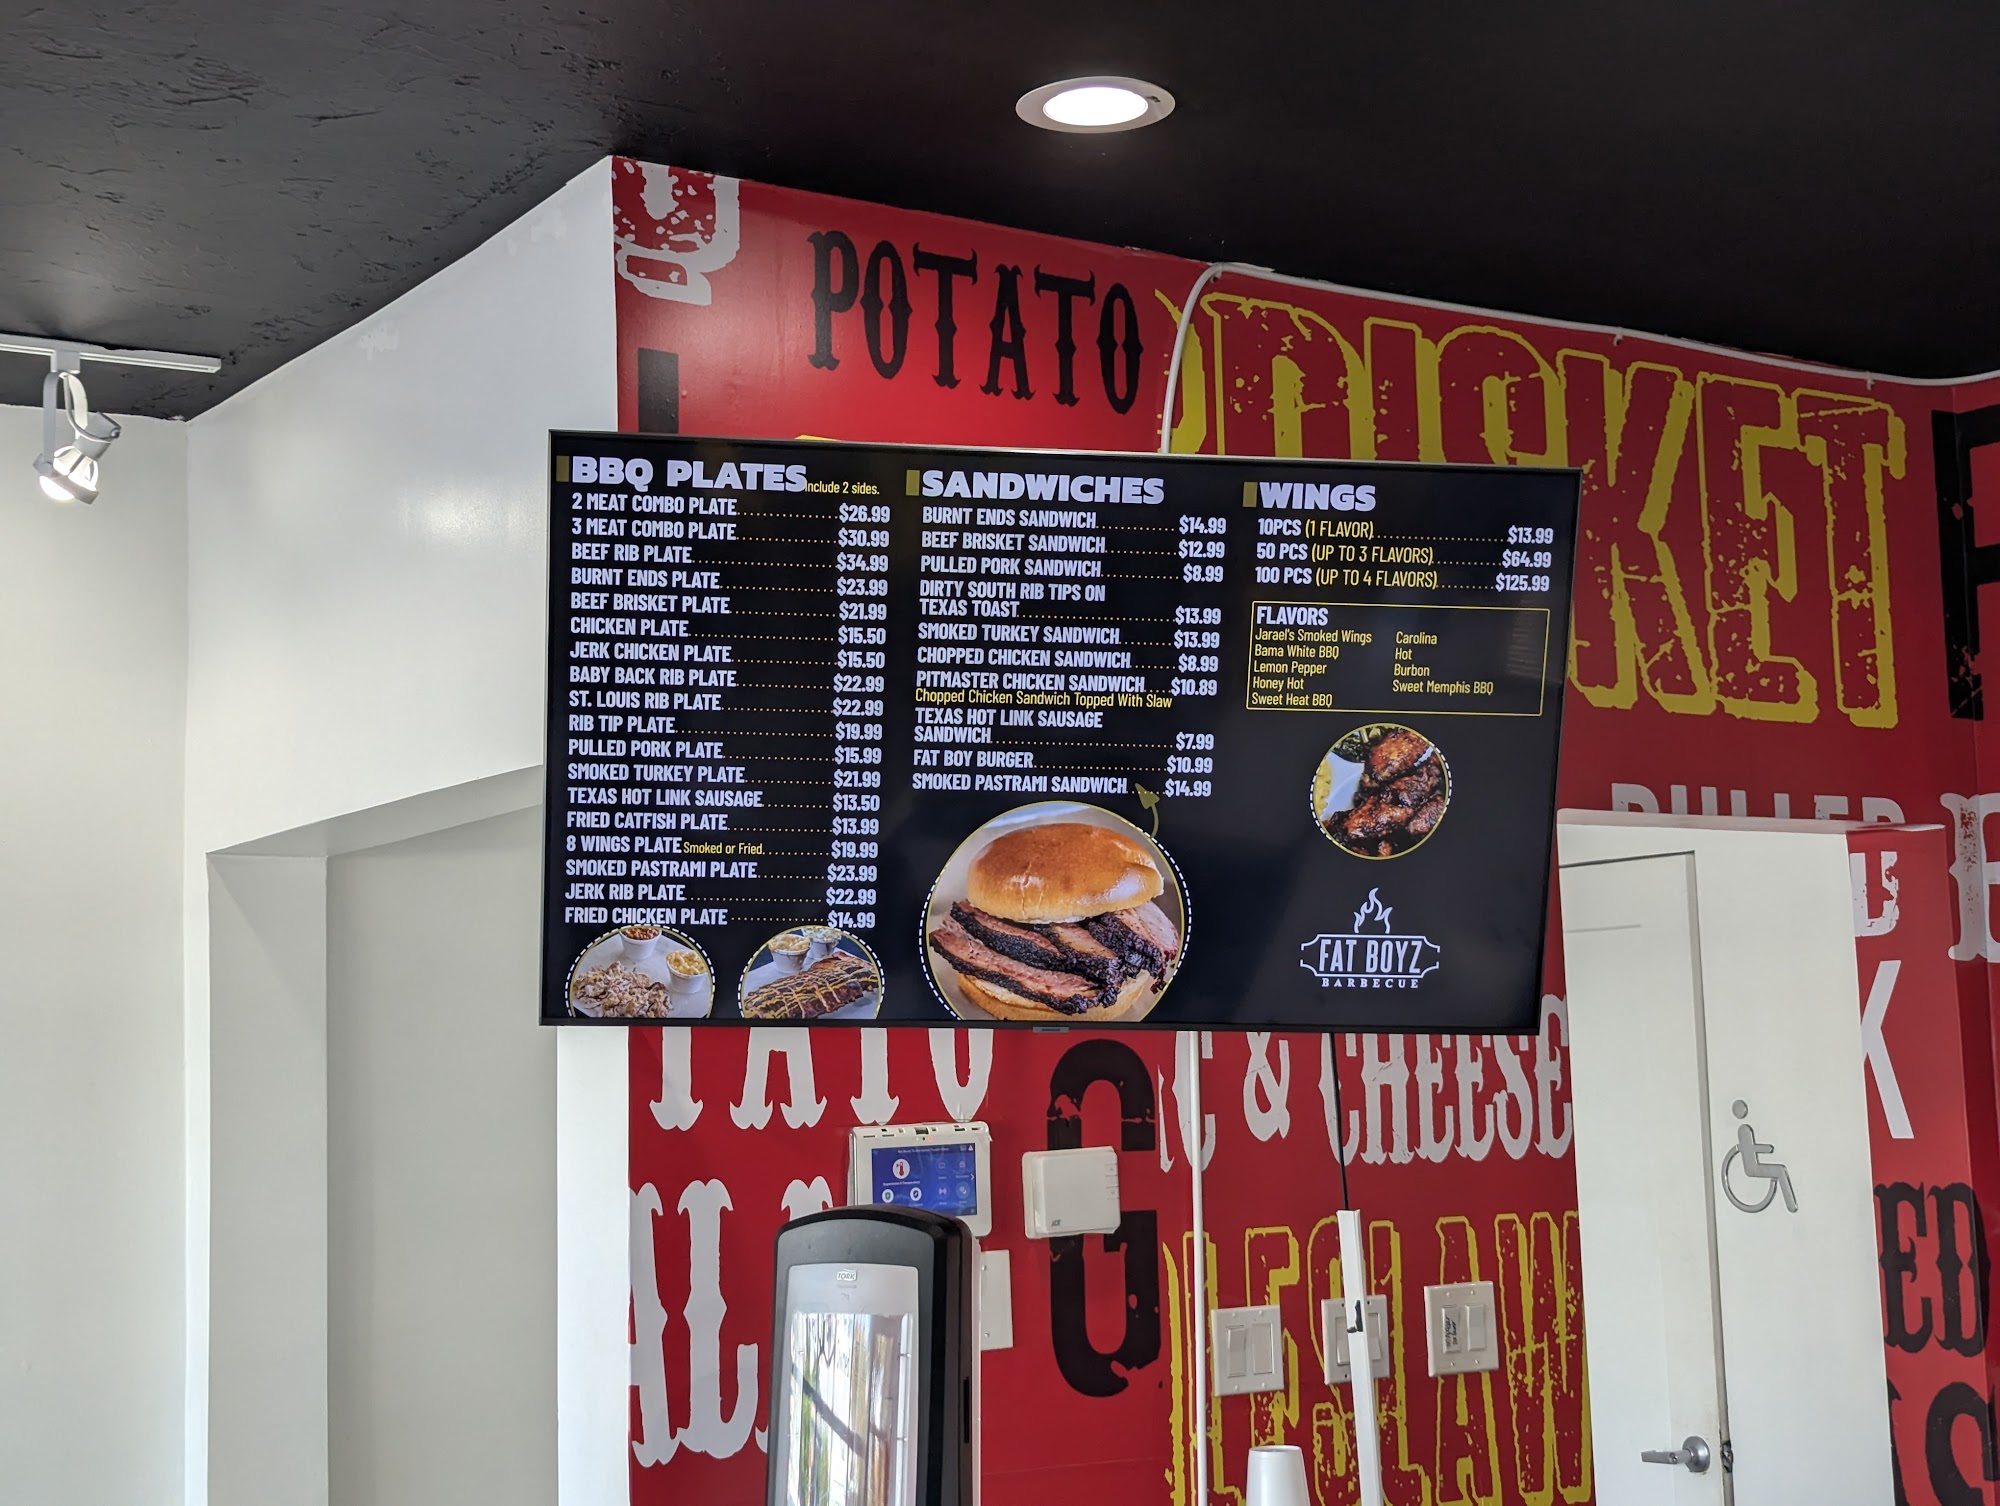 POTATO
BRISKET
BBQ PLATES Include 2 sides.
2 MEAT COMBO PLATE $26.99
3 MEAT COMBO PLATE $30.99
BEEF RIB PLATE $34.99
BURNT ENDS PLATE $23.99
BEEF BRISKET PLATE $21.99
CHICKEN PLATE $15.50
JERK CHICKEN PLATE $15.50
BABY BACK RIB PLATE $22.99
ST. LOUIS RIB PLATE $22.99
RIB TIP PLATE $19.99
PULLED PORK PLATE $15.99
SMOKED TURKEY PLATE $21.99
TEXAS HOT LINK SAUSAGE $13.50
FRIED CATFISH PLATE $13.99
8 WINGS PLATE Smoked or Fried $19.99
SMOKED PASTRAMI PLATE $23.99
JERK RIB PLATE $22.99
FRIED CHICKEN PLATE $14.99
SANDWICHES
BURNT ENDS SANDWICH $14.99
BEEF BRISKET SANDWICH $12.99
PULLED PORK SANDWICH $8.99
DIRTY SOUTH RIB TIPS ON
TEXAS TOAST $13.99
SMOKED TURKEY SANDWICH $13.99
CHOPPED CHICKEN SANDWICH $8.99
PITMASTER CHICKEN SANDWICH $10.89
Chopped Chicken Sandwich Topped With Slaw
TEXAS HOT LINK SAUSAGE
SANDWICH $7.99
FAT BOY BURGER $10.99
SMOKED PASTRAMI SANDWICH $14.99
WINGS
10PCS (1 FLAVOR) $13.99
50 PCS (UP TO 3 FLAVORS) $64.99
100 PCS (UP TO 4 FLAVORS) $125.99
FLAVORS
Jarael's Smoked Wings
Bama White BBQ
Lemon Pepper
Honey Hot
Sweet Heat BBQ
Carolina
Hot
Burbon
Sweet Memphis BBQ
FAT BOYZ
BARBECUE
PULLED
TATO
C & CHEESE
K
G
OLESLAW
ED
TORK